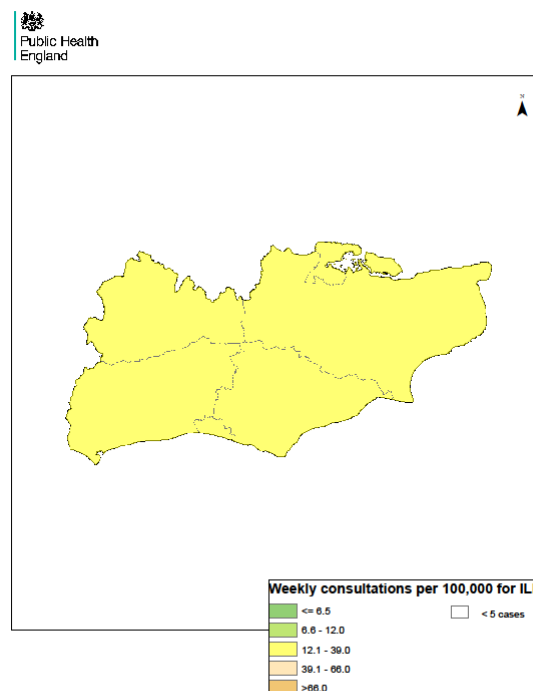 Public Health
England
N
Weekly consultations per 100,000 for ILI
<= 6.5
< 5 cases
6.6 - 12.0
12.1 - 39.0
39.1 - 66.0
>66.0